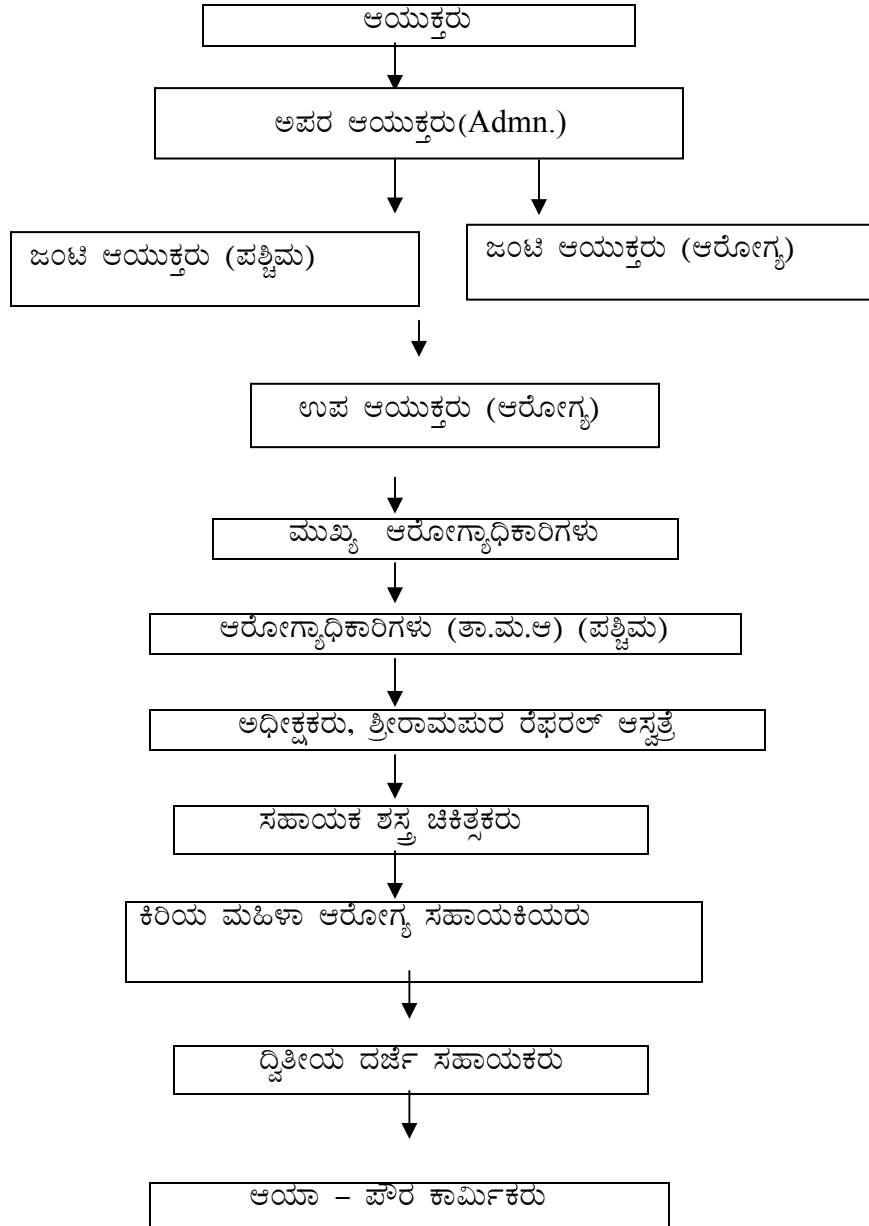 ಆಯುಕ್ತರು
ಅಪರ ಆಯುಕ್ತರು(Admn.)
ಜಂಟಿ ಆಯುಕ್ತರು (ಪಶ್ಚಿಮ)
ಜಂಟಿ ಆಯುಕ್ತರು (ಆರೋಗ್ಯ)
ಉಪ ಆಯುಕ್ತರು (ಆರೋಗ್ಯ)
ಮುಖ್ಯ ಆರೋಗ್ಯಾಧಿಕಾರಿಗಳು
ಆರೋಗ್ಯಾಧಿಕಾರಿಗಳು (ತಾ.ಮ.ಆ) (ಪಶ್ಚಿಮ)
ಅಧೀಕ್ಷಕರು, ಶ್ರೀರಾಮಪುರ ರೆಫರಲ್ ಆಸ್ವತ್ರೆ
ಸಹಾಯಕ ಶಸ್ತ್ರ ಚಿಕಿತ್ಸಕರು
ಕಿರಿಯ ಮಹಿಳಾ ಆರೋಗ್ಯ ಸಹಾಯಕಿಯರು
ದ್ವಿತೀಯ ದರ್ಜೆ ಸಹಾಯಕರು
ಆಯಾ – ಪೌರ ಕಾರ್ಮಿಕರು